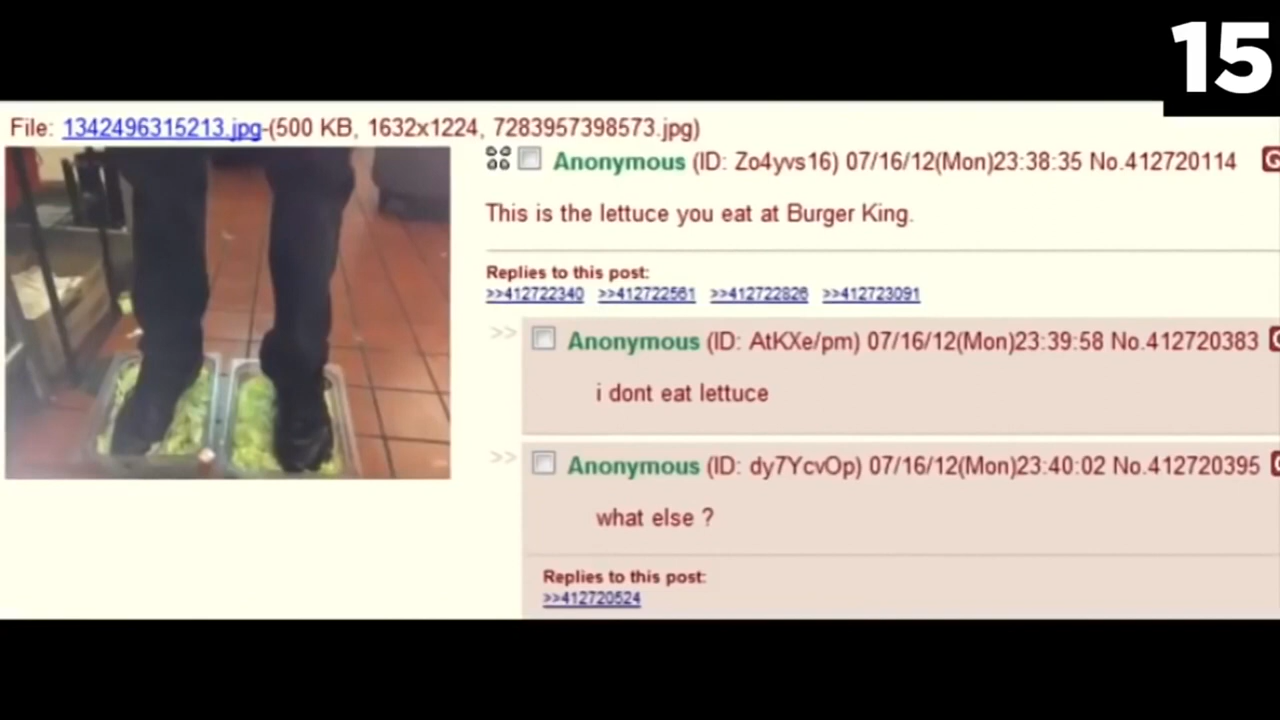 15
File: 1342496315213.jpg-(500 KB, 1632x1224, 7283957398573.jpg)
Anonymous (ID: Zo4yvs16) 07/16/12(Mon)23:38:35 No.412720114
This is the lettuce you eat at Burger King.
Replies to this post:
>>412722340 >>412722561 >>412722826 >>412723091
>> Anonymous (ID: AtKXe/pm) 07/16/12(Mon)23:39:58 No.412720383
i dont eat lettuce
>> Anonymous (ID: dy7YcvOp) 07/16/12(Mon)23:40:02 No.412720395
what else ?
Replies to this post:
>>412720524